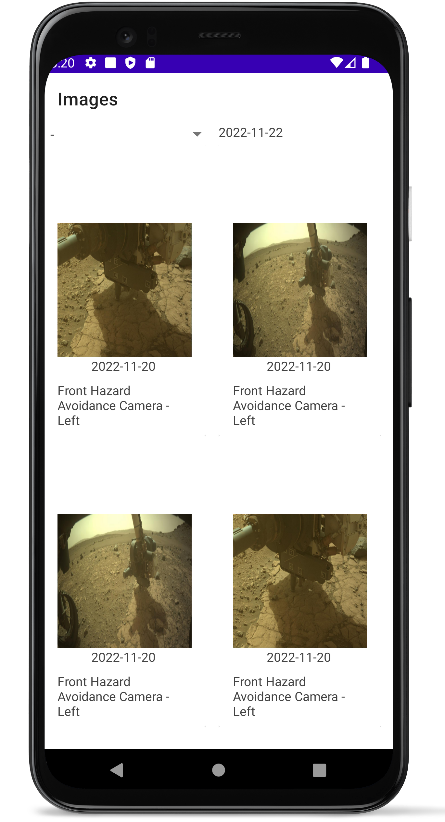 :20
Images
- 2022-11-22
2022-11-20
Front Hazard
Avoidance Camera -
Left
2022-11-20
Front Hazard
Avoidance Camera -
Left
2022-11-20
Front Hazard
Avoidance Camera -
Left
2022-11-20
Front Hazard
Avoidance Camera -
Left